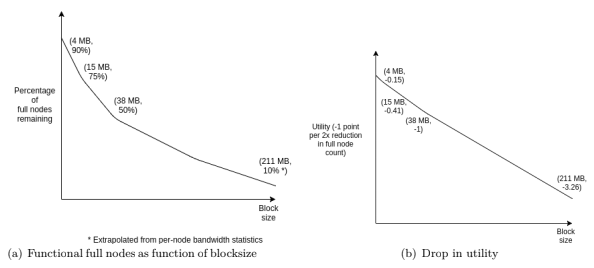 (4 MB,
90%)
(15 MB,
75%)
Percentage
of
full nodes
remaining
(38 MB,
50%)
(211 MB,
10% *)
Block
size
* Extrapolated from per-node bandwidth statistics
(a) Functional full nodes as function of blocksize
(4 MB,
-0.15)
(15 MB,
-0.41)
(38 MB,
-1)
Utility (-1 point
per 2x reduction
in full node
count)
(211 MB,
-3.26)
Block
size
(b) Drop in utility